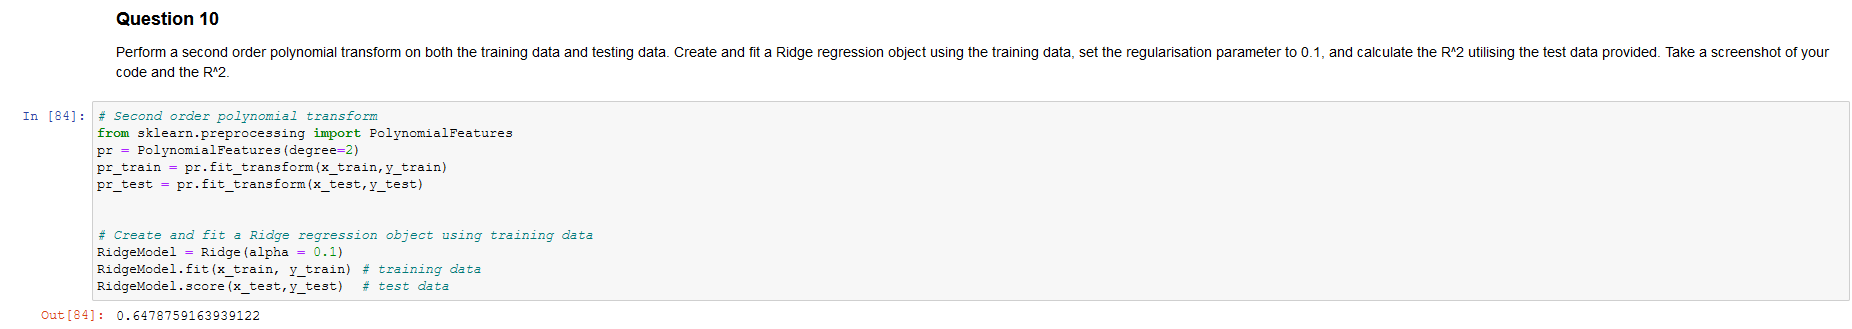 Question 10
Perform a second order polynomial transform on both the training data and testing data. Create and fit a Ridge regression object using the training data, set the regularisation parameter to 0.1, and calculate the R^2 utilising the test data provided. Take a screenshot of your
code and the R^2.
In [84]: # Second order polynomial transform
from sklearn.preprocessing import PolynomialFeatures
pr = PolynomialFeatures(degree=2)
pr_train = pr.fit_transform(x_train,y_train)
pr_test = pr.fit_transform(x_test,y_test)
# Create and fit a Ridge regression object using training data
RidgeModel = Ridge(alpha = 0.1)
RidgeModel.fit(x_train, y_train) # training data
RidgeModel.score(x_test,y_test)  # test data
Out[84]: 0.6478759163939122